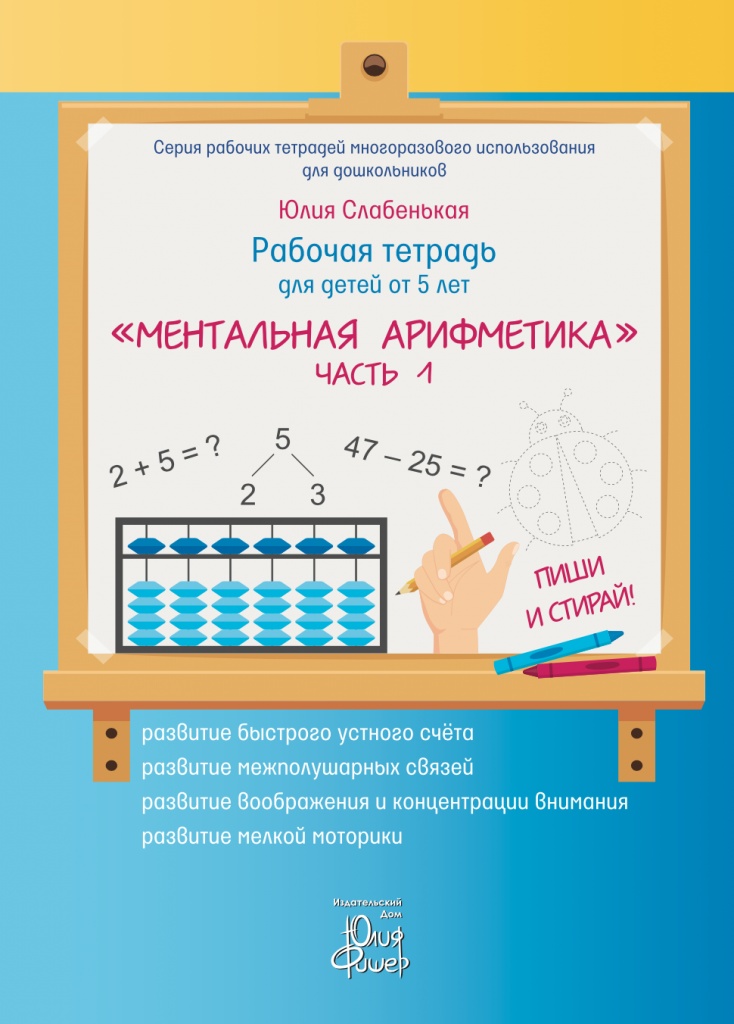 Серия рабочих тетрадей многоразового использования
для дошкольников
Юлия Слабенькая
Рабочая тетрадь
для детей от 5 лет
«МЕНТАЛЬНАЯ АРИФМЕТИКА»
ЧАСТЬ 1
2 + 5 = ?
5
2 3
47 – 25 = ?
ПИШИ
И СТИРАЙ!
развитие быстрого устного счёта
развитие межполушарных связей
развитие воображения и концентрации внимания
развитие мелкой моторики
Издательский
Дом
Юлия
Фишер